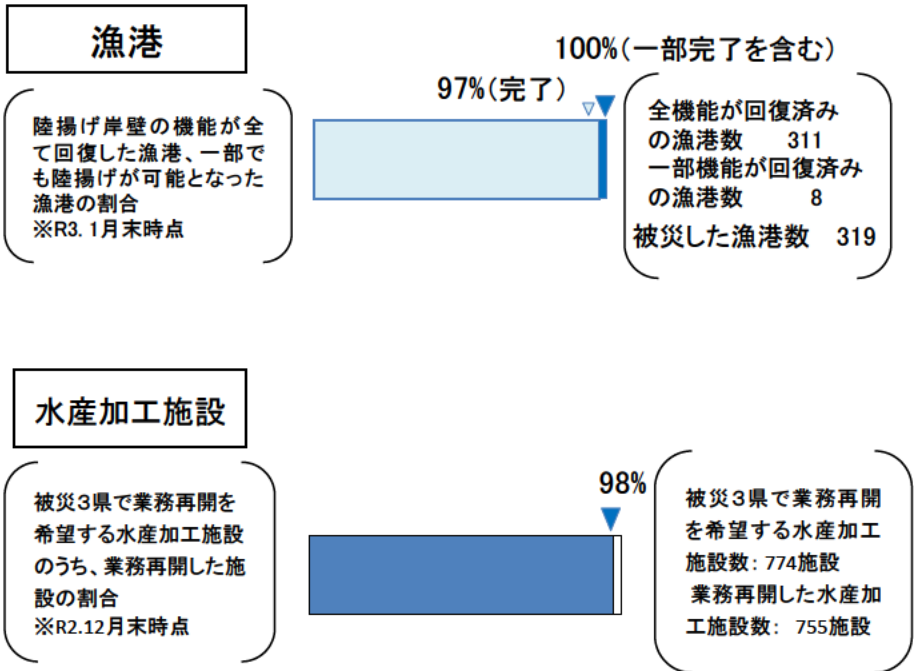 漁港
100%(一部完了を含む)
97%(完了)
陸揚げ岸壁の機能が全
て回復した漁港、一部で
も陸揚げが可能となった
漁港の割合
※R3. 1月末時点
全機能が回復済み
の漁港数 311
一部機能が回復済み
の漁港数 8
被災した漁港数 319
水産加工施設
被災3県で業務再開を
希望する水産加工施設
のうち、業務再開した施
設の割合
※R2.12月末時点
98%
被災3県で業務再開
を希望する水産加工
施設数: 774施設
業務再開した水産加
工施設数: 755施設